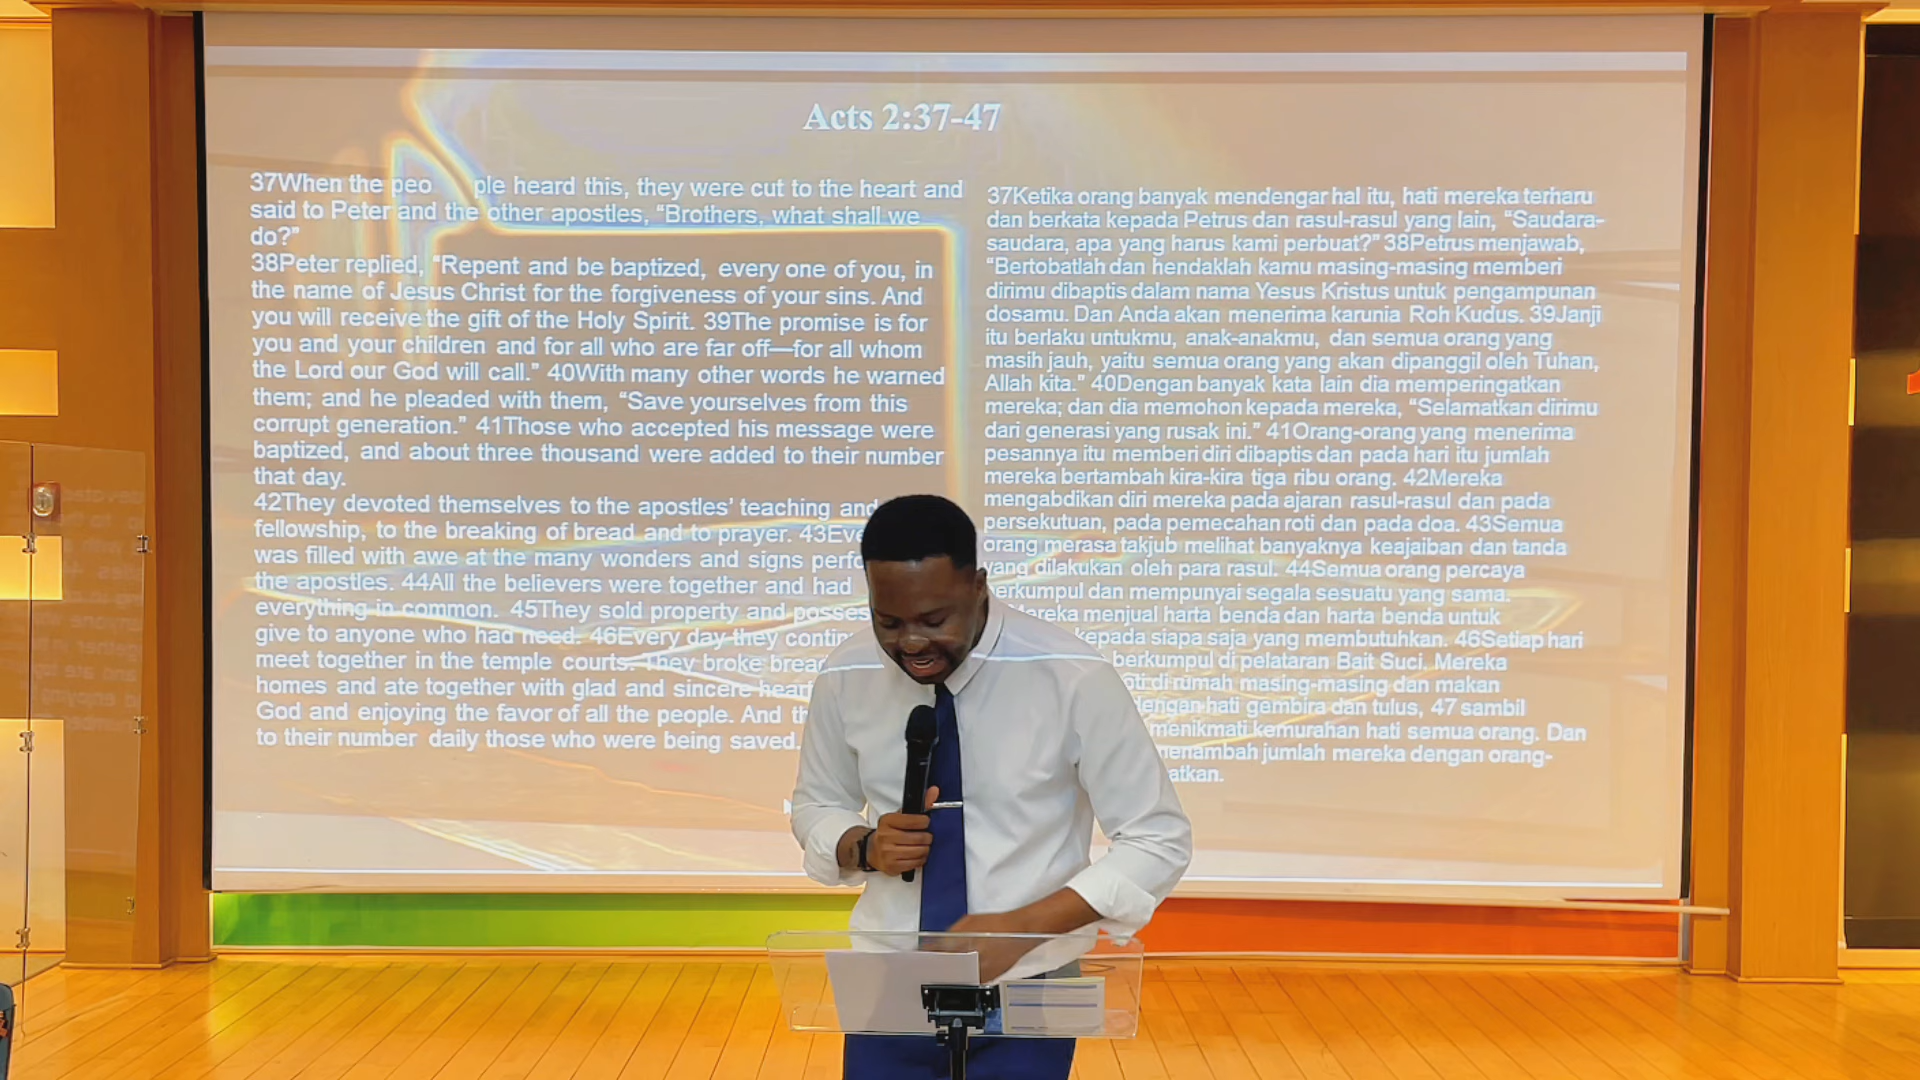 Acts 2:37-47
37When the peo ple heard this, they were cut to the heart and
said to Peter and the other apostles, “Brothers, what shall we
do?”
38Peter replied, “Repent and be baptized, every one of you, in
the name of Jesus Christ for the forgiveness of your sins. And
you will receive the gift of the Holy Spirit. 39The promise is for
you and your children and for all who are far off—for all whom
the Lord our God will call.” 40With many other words he warned
them; and he pleaded with them, “Save yourselves from this
corrupt generation.” 41Those who accepted his message were
baptized, and about three thousand were added to their number
that day.
42They devoted themselves to the apostles’ teaching and
fellowship, to the breaking of bread and to prayer. 43Eve
was filled with awe at the many wonders and signs perfo
the apostles. 44All the believers were together and had
everything in common. 45They sold property and posses
give to anyone who had need. 46Every day they contin
meet together in the temple courts. They broke bread
homes and ate together with glad and sincere heart
God and enjoying the favor of all the people. And th
to their number daily those who were being saved.
37Ketika orang banyak mendengar hal itu, hati mereka terharu
dan berkata kepada Petrus dan rasul-rasul yang lain, “Saudara-
saudara, apa yang harus kami perbuat?” 38Petrus menjawab,
“Bertobatlah dan hendaklah kamu masing-masing memberi
dirimu dibaptis dalam nama Yesus Kristus untuk pengampunan
dosamu. Dan Anda akan menerima karunia Roh Kudus. 39Janji
itu berlaku untukmu, anak-anakmu, dan semua orang yang
masih jauh, yaitu semua orang yang akan dipanggil oleh Tuhan,
Allah kita.” 40Dengan banyak kata lain dia memperingatkan
mereka; dan dia memohon kepada mereka, “Selamatkan dirimu
dari generasi yang rusak ini.” 41Orang-orang yang menerima
pesannya itu memberi diri dibaptis dan pada hari itu jumlah
mereka bertambah kira-kira tiga ribu orang. 42Mereka
mengabdikan diri mereka pada ajaran rasul-rasul dan pada
persekutuan, pada pemecahan roti dan pada doa. 43Semua
orang merasa takjub melihat banyaknya keajaiban dan tanda
yang dilakukan oleh para rasul. 44Semua orang percaya
erkumpul dan mempunyai segala sesuatu yang sama.
Mereka menjual harta benda dan harta benda untuk
kepada siapa saja yang membutuhkan. 46Setiap hari
berkumpul di pelataran Bait Suci. Mereka
oti di rumah masing-masing dan makan
dengan hati gembira dan tulus, 47 sambil
menikmati kemurahan hati semua orang. Dan
menambah jumlah mereka dengan orang-
atkan.